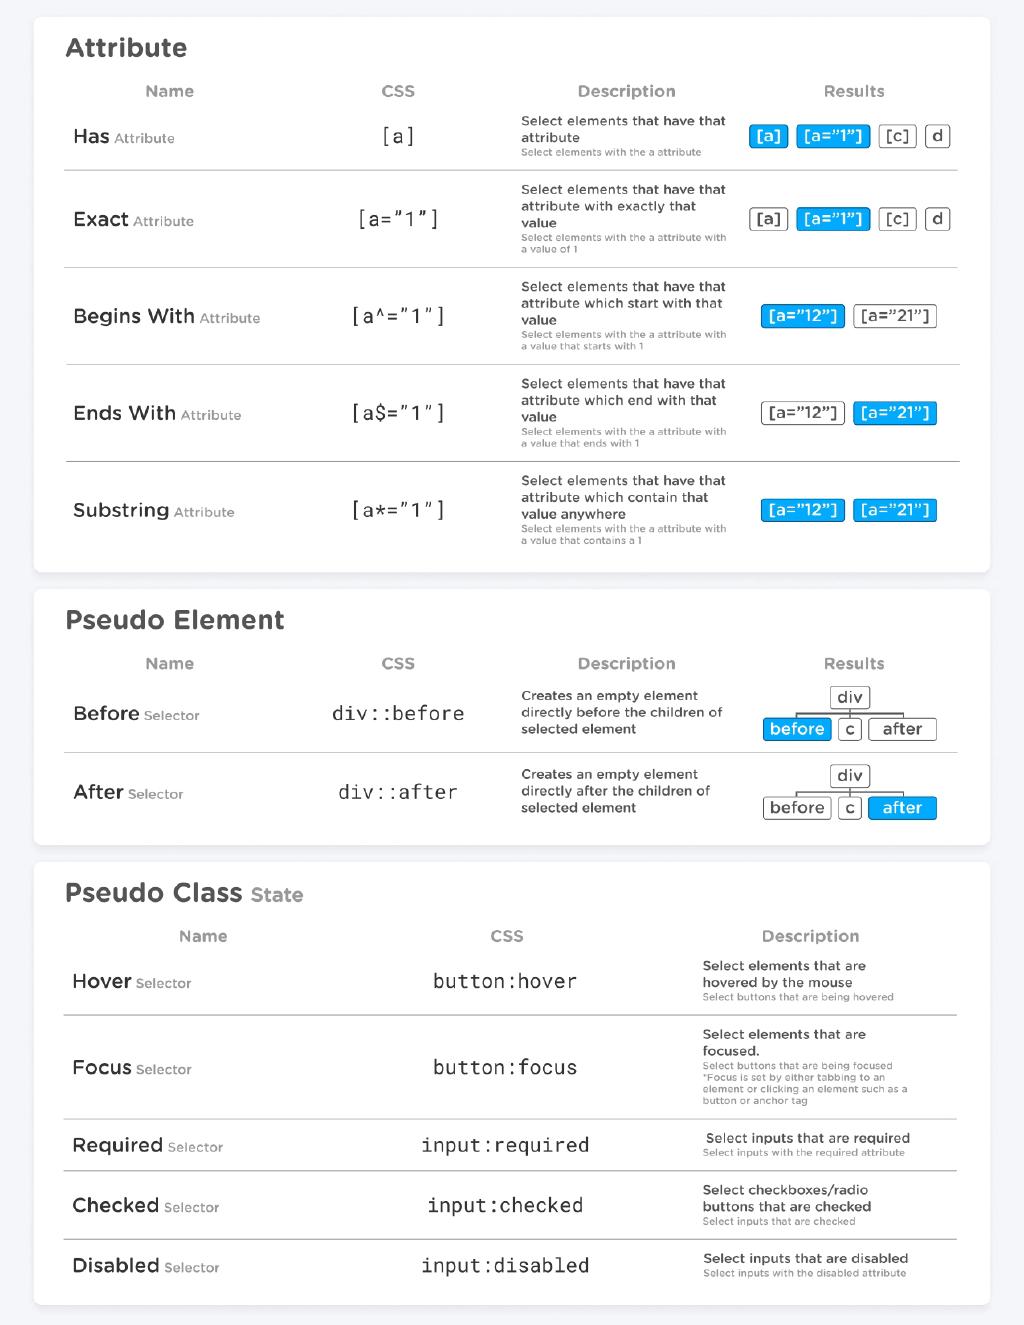 Attribute
Name CSS Description Results
Has Attribute [a] Select elements that have that
attribute
Select elements with the a attribute
[a] [a="1"] [c] d
Exact Attribute [a="1"] Select elements that have that
attribute with exactly that
value
Select elements with the a attribute with
a value of 1
[a] [a="1"] [c] d
Begins With Attribute [a^="1"] Select elements that have that
attribute which start with that
value
Select elements with the a attribute with
a value that starts with 1
[a="12"] [a="21"]
Ends With Attribute [a$="1"] Select elements that have that
attribute which end with that
value
Select elements with the a attribute with
a value that ends with 1
[a="12"] [a="21"]
Substring Attribute [a*="1"] Select elements that have that
attribute which contain that
value anywhere
Select elements with the a attribute with
a value that contains a 1
[a="12"] [a="21"]
Pseudo Element
Name CSS Description Results
Before Selector div::before Creates an empty element
directly before the children of
selected element
div
before c after
After Selector div::after Creates an empty element
directly after the children of
selected element
div
before c after
Pseudo Class State
Name CSS Description
Hover Selector button:hover Select elements that are
hovered by the mouse
Select buttons that are being hovered
Focus Selector button:focus Select elements that are
focused.
Select buttons that are being focused
*Focus is set by either tabbing to an
element or clicking an element such as a
button or anchor tag
Required Selector input:required Select inputs that are required
Select inputs with the required attribute
Checked Selector input:checked Select checkboxes/radio
buttons that are checked
Select inputs that are checked
Disabled Selector input:disabled Select inputs that are disabled
Select inputs with the disabled attribute